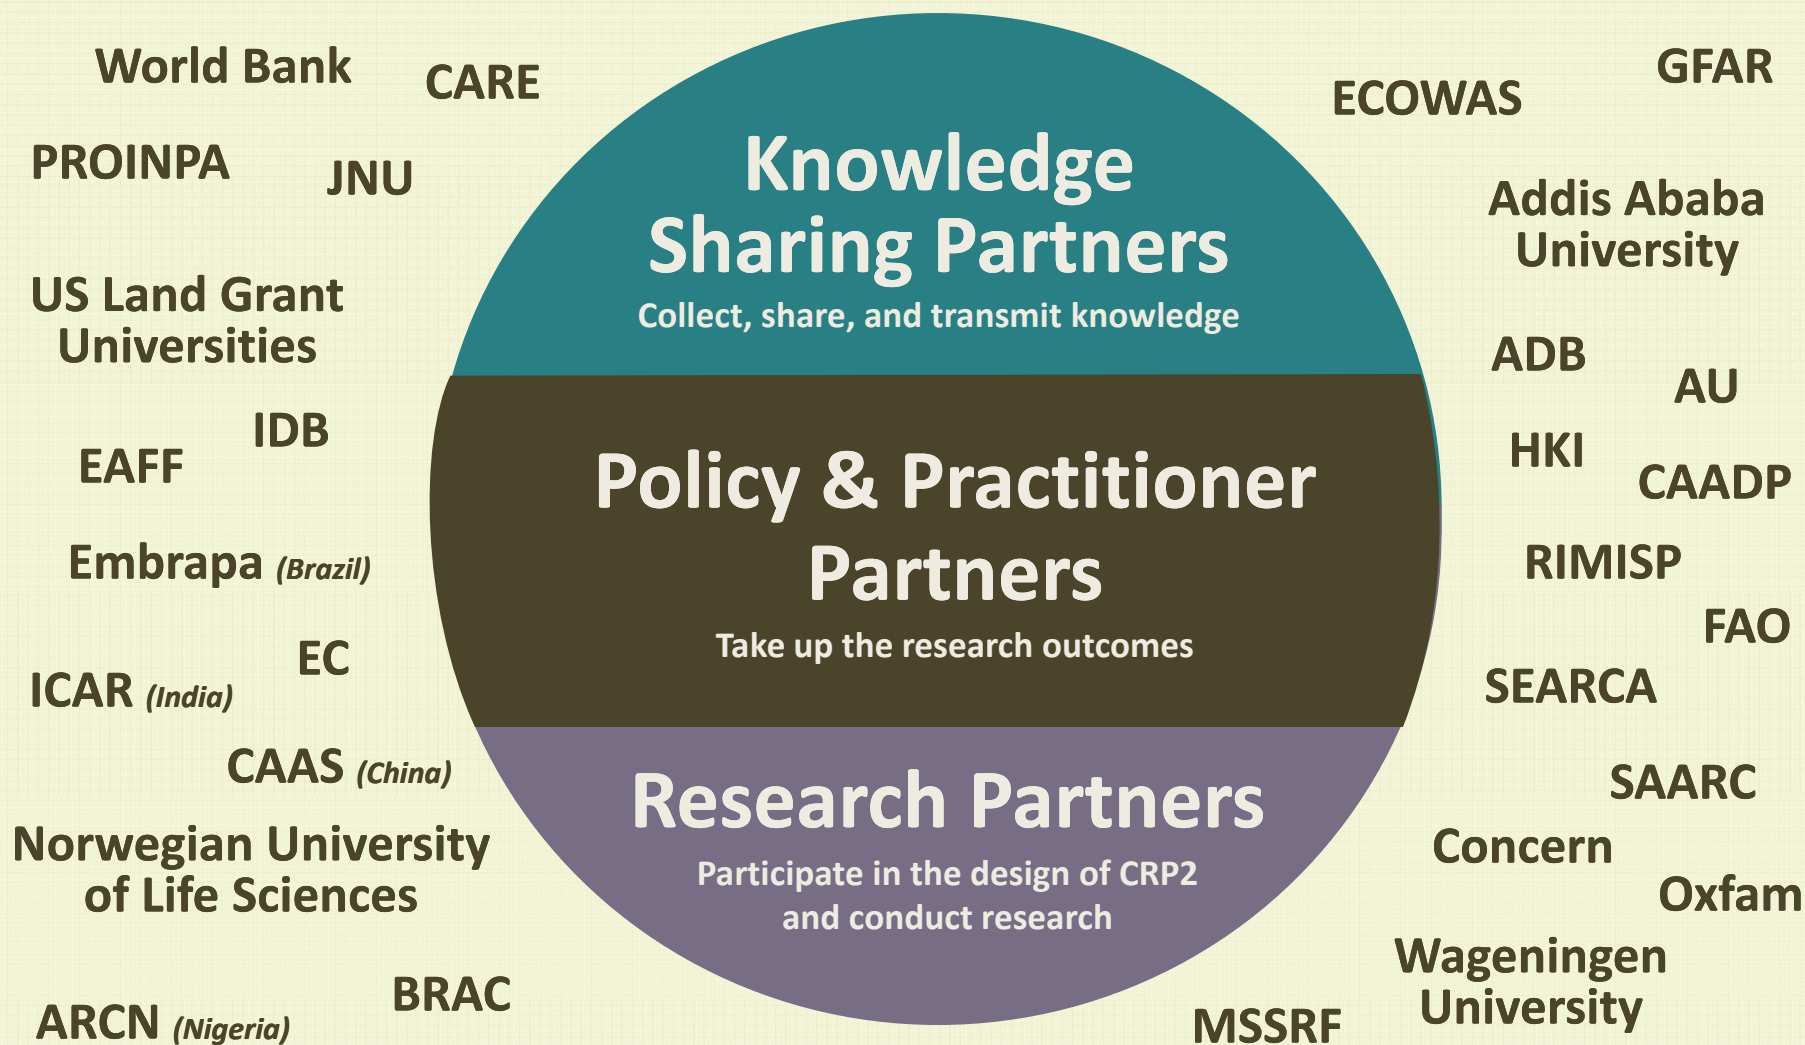 World Bank
CARE
PROINPA
JNU
US Land Grant
Universities
IDB
EAFF
Embrapa (Brazil)
EC
ICAR (India)
CAAS (China)
Norwegian University
of Life Sciences
BRAC
ARCN (Nigeria)
Knowledge
Sharing Partners
Collect, share, and transmit knowledge
Policy & Practitioner
Partners
Take up the research outcomes
Research Partners
Participate in the design of CRP2
and conduct research
GFAR
ECOWAS
Addis Ababa
University
ADB
AU
HKI
CAADP
RIMISP
FAO
SEARCA
SAARC
Concern
Oxfam
Wageningen
University
MSSRF